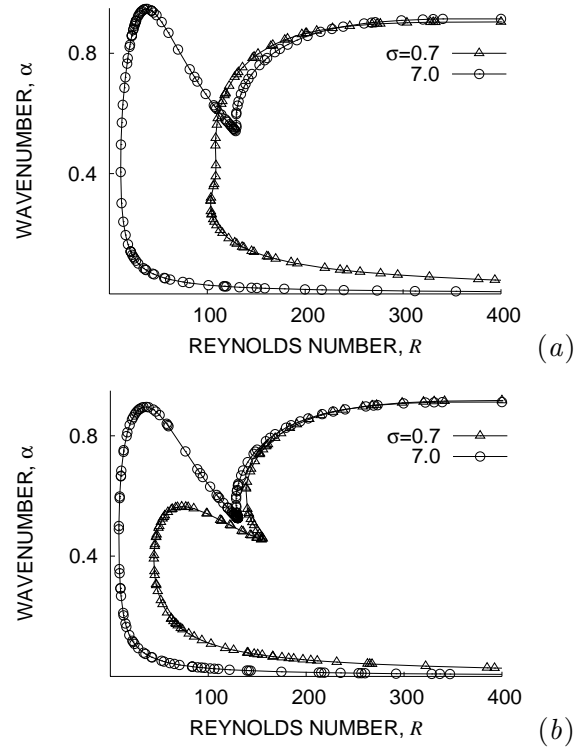 0.8
0.4
WAVENUMBER, α
σ=0.7
7.0
100 200 300 400
REYNOLDS NUMBER, R
(a)
0.8
0.4
WAVENUMBER, α
σ=0.7
7.0
100 200 300 400
REYNOLDS NUMBER, R
(b)